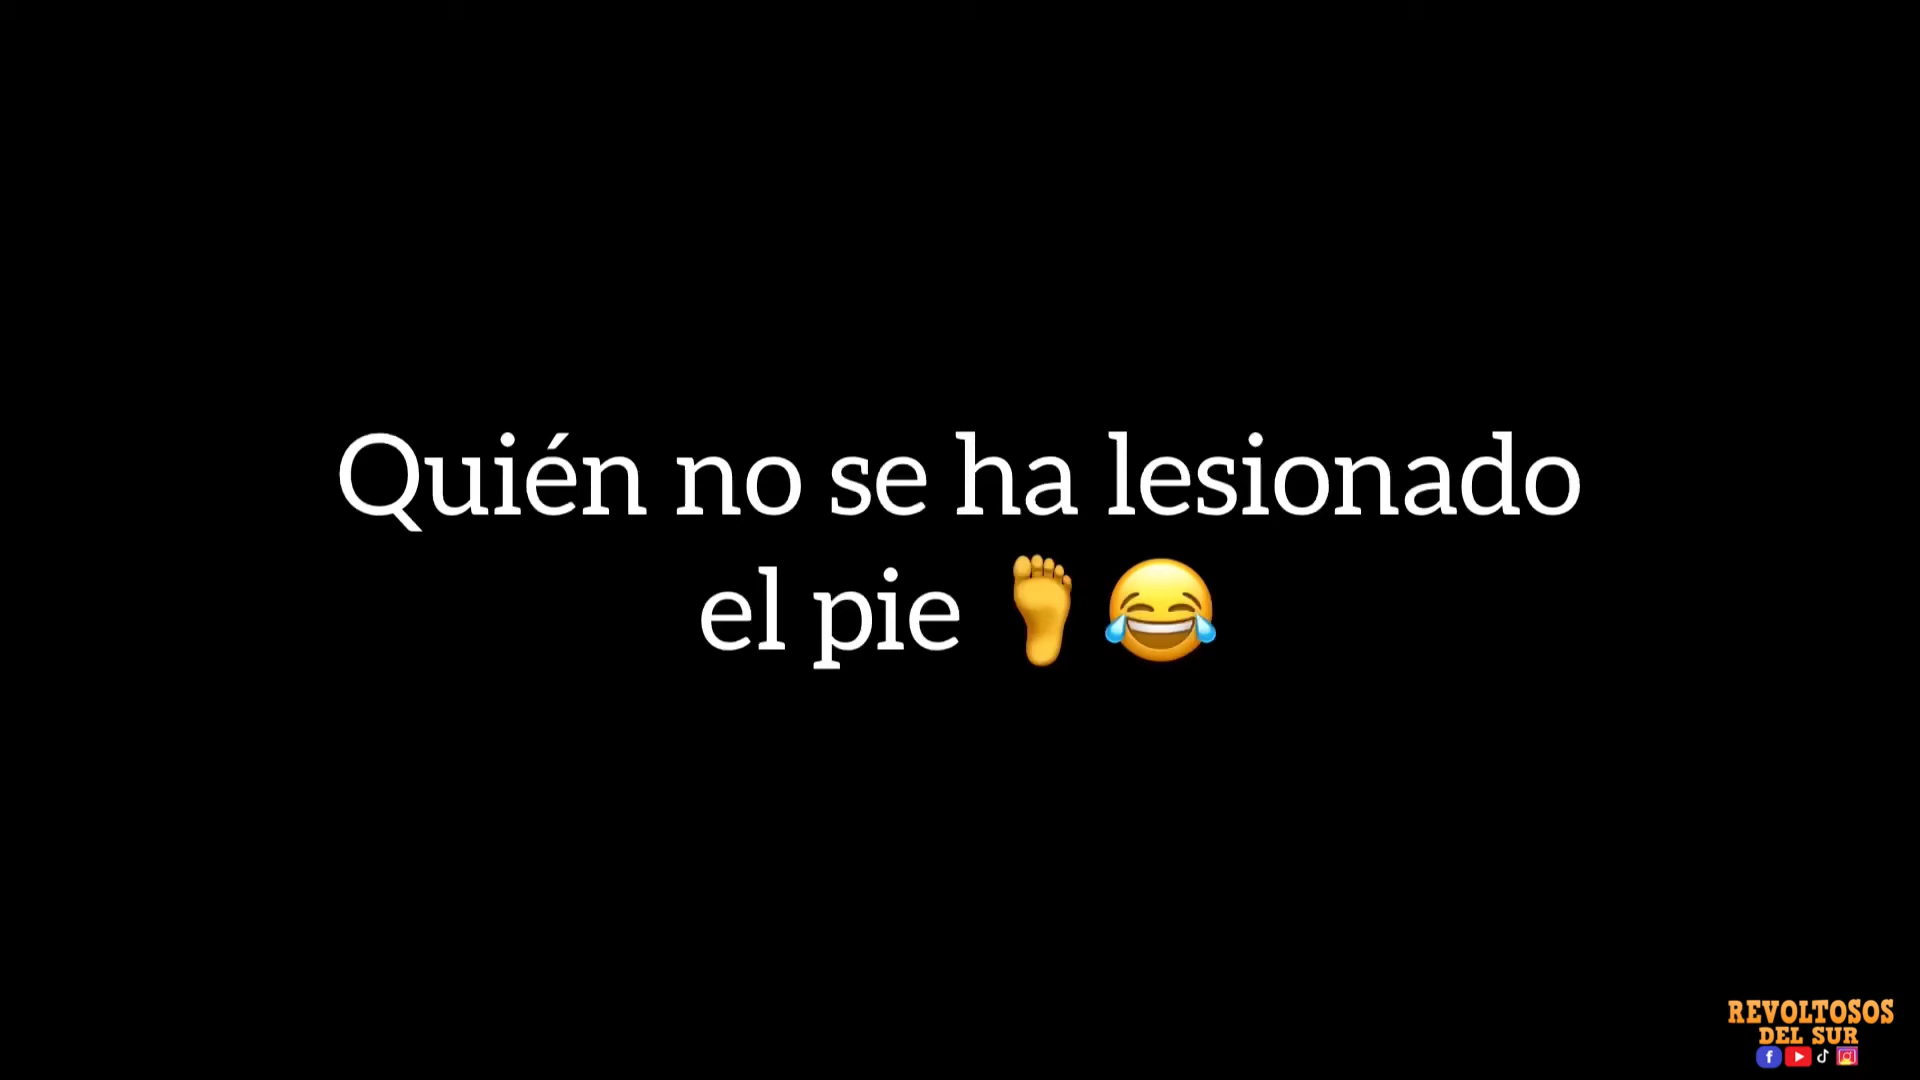 Quién no se ha lesionado
el pie 🦶😂
REVOLTOSOS
DEL SUR